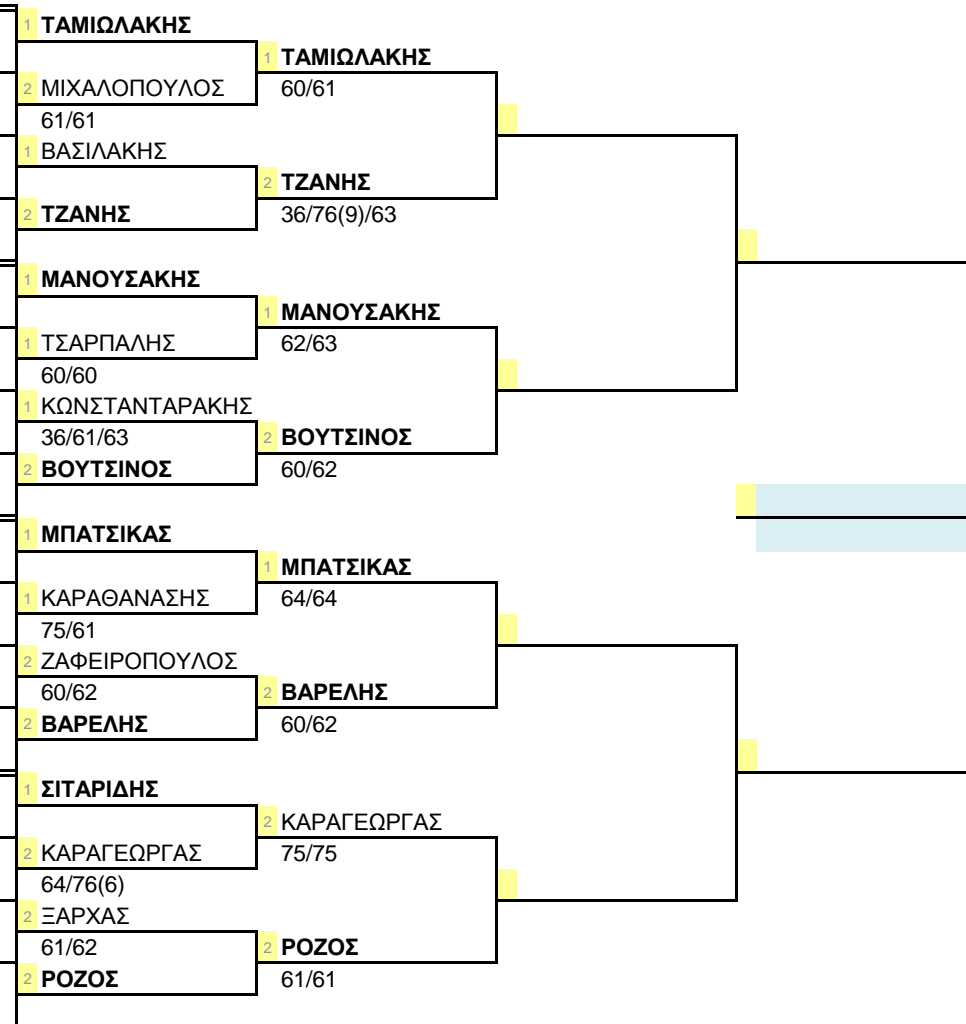 1 ΤΑΜΙΩΛΑΚΗΣ
1 ΤΑΜΙΩΛΑΚΗΣ
2 ΜΙΧΑΛΟΠΟΥΛΟΣ
60/61
61/61
1 ΒΑΣΙΛΑΚΗΣ
2 ΤΖΑΝΗΣ
2 ΤΖΑΝΗΣ
36/76(9)/63
1 ΜΑΝΟΥΣΑΚΗΣ
1 ΜΑΝΟΥΣΑΚΗΣ
1 ΤΣΑΡΠΑΛΗΣ
62/63
60/60
1 ΚΩΝΣΤΑΝΤΑΡΑΚΗΣ
36/61/63
2 ΒΟΥΤΣΙΝΟΣ
2 ΒΟΥΤΣΙΝΟΣ
60/62
1 ΜΠΑΤΣΙΚΑΣ
1 ΜΠΑΤΣΙΚΑΣ
1 ΚΑΡΑΘΑΝΑΣΗΣ
64/64
75/61
2 ΖΑΦΕΙΡΟΠΟΥΛΟΣ
60/62
2 ΒΑΡΕΛΗΣ
2 ΒΑΡΕΛΗΣ
60/62
1 ΣΙΤΑΡΙΔΗΣ
2 ΚΑΡΑΓΕΩΡΓΑΣ
2 ΚΑΡΑΓΕΩΡΓΑΣ
75/75
64/76(6)
2 ΞΑΡΧΑΣ
61/62
2 ΡΟΖΟΣ
2 ΡΟΖΟΣ
61/61